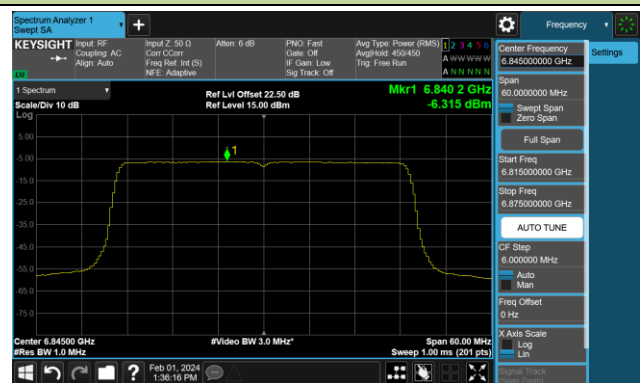 Spectrum Analyzer 1
Swept SA
+
Frequency
KEYSIGHT
Input: RF
Coupling: AC
Align: Auto
Input Z: 50 Ω
Corr CCorr
Freq Ref: Int (S)
NFE: Adaptive
Atten: 6 dB
PNO: Fast
Gate: Off
IF Gain: Low
Sig Track: Off
Avg Type: Power (RMS)
Avg|Hold: 450/450
Trig: Free Run
1 2 3 4 5 6
A W W W W W
A N N N N N
LW
1 Spectrum
Scale/Div 10 dB
Log
Ref Lvl Offset 22.50 dB
Ref Level 15.00 dBm
Mkr1 6.840 2 GHz
-6.315 dBm
5.00
-5.00
-15.0
-25.0
-35.0
-45.0
-55.0
-65.0
-75.0
1
Center 6.84500 GHz
#Res BW 1.0 MHz
#Video BW 3.0 MHz*
Span 60.00 MHz
Sweep 1.00 ms (201 pts)
Feb 01, 2024
1:36:16 PM
Center Frequency
6.845000000 GHz
Span
60.0000000 MHz
Swept Span
Zero Span
Full Span
Start Freq
6.815000000 GHz
Stop Freq
6.875000000 GHz
AUTO TUNE
CF Step
6.000000 MHz
Auto
Man
Freq Offset
0 Hz
X Axis Scale
Log
Lin
Signal Track
Settings